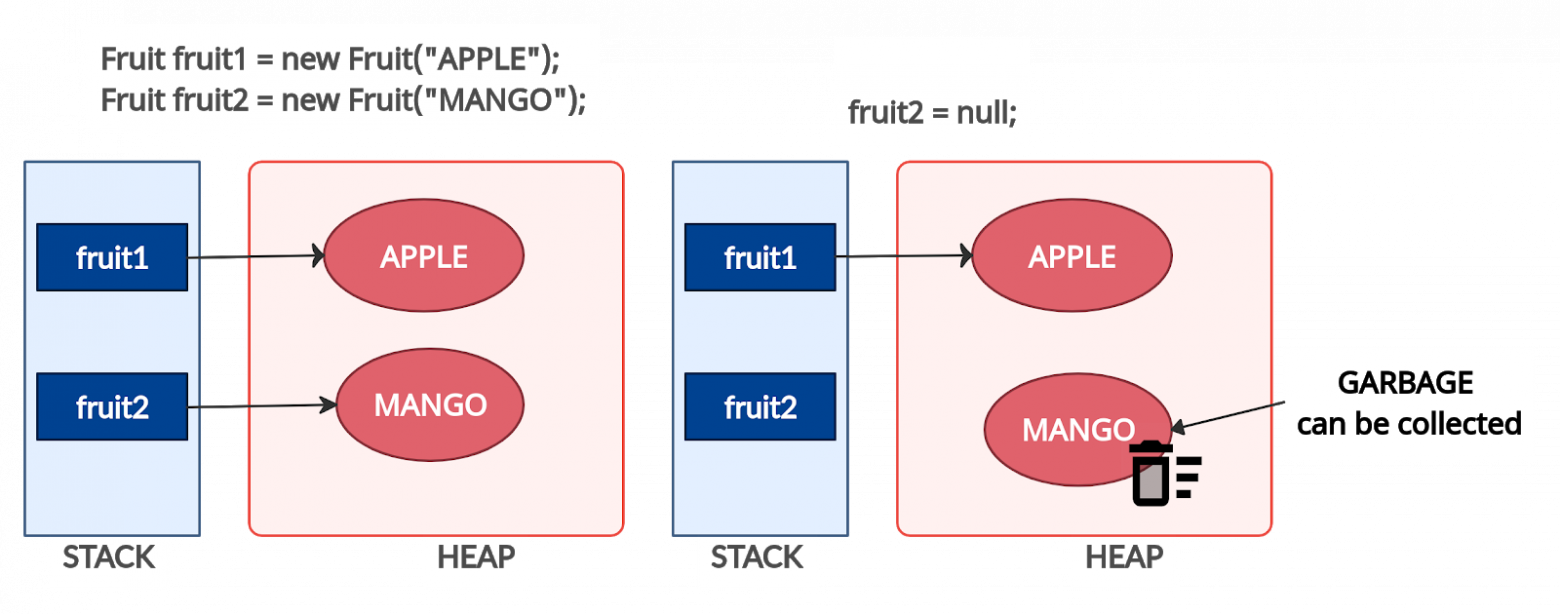 Fruit fruit1 = new Fruit("APPLE");
Fruit fruit2 = new Fruit("MANGO");
fruit1
APPLE
fruit2
MANGO
STACK
HEAP
fruit2 = null;
fruit1
APPLE
fruit2
MANGO
GARBAGE
can be collected
STACK
HEAP